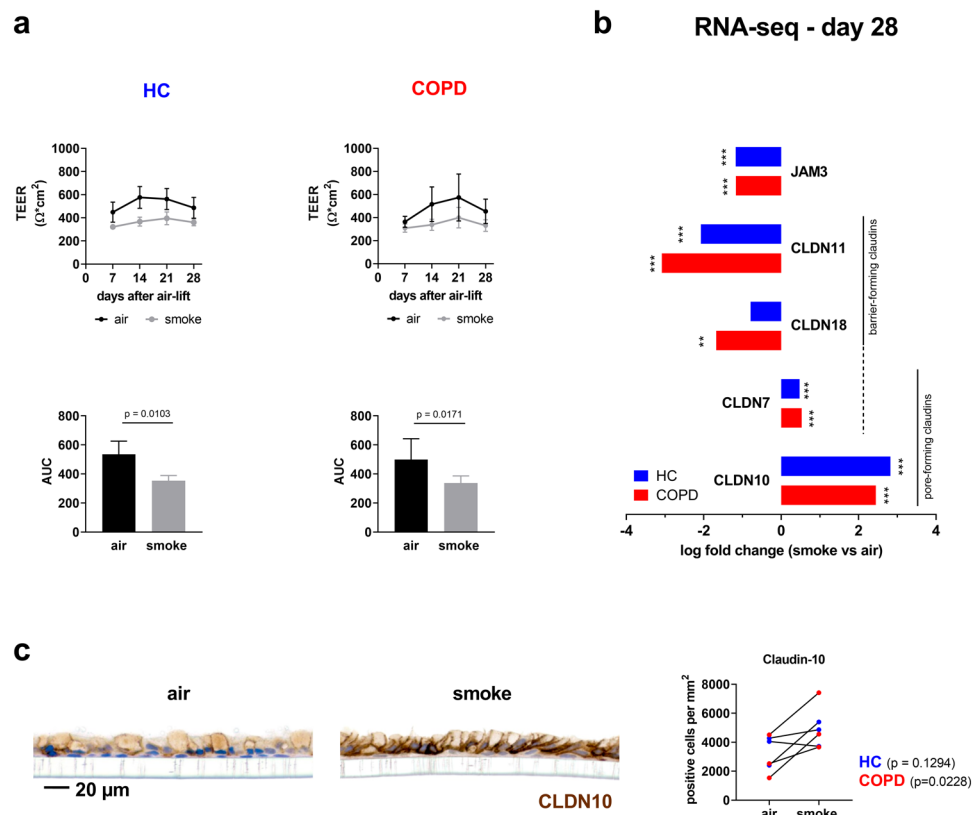 a
HC
COPD
1000
800
600
400
200
0
TEER
(Ω*cm²)
0 7 14 21 28
days after air-lift
air smoke
1000
800
600
400
200
0
TEER
(Ω*cm²)
0 7 14 21 28
days after air-lift
air smoke
800
600
400
200
0
AUC
p = 0.0103
air smoke
800
600
400
200
0
AUC
p = 0.0171
air smoke
b
RNA-seq - day 28
*** JAM3
***
*** CLDN11
***
CLDN18
**
CLDN7 ***
***
CLDN10 ***
***
barrier-forming claudins
pore-forming claudins
HC
COPD
-4 -2 0 2 4
log fold change (smoke vs air)
c
air
smoke
20 µm
CLDN10
Claudin-10
8000
6000
4000
2000
0
positive cells per mm²
air smoke
HC (p = 0.1294)
COPD (p=0.0228)